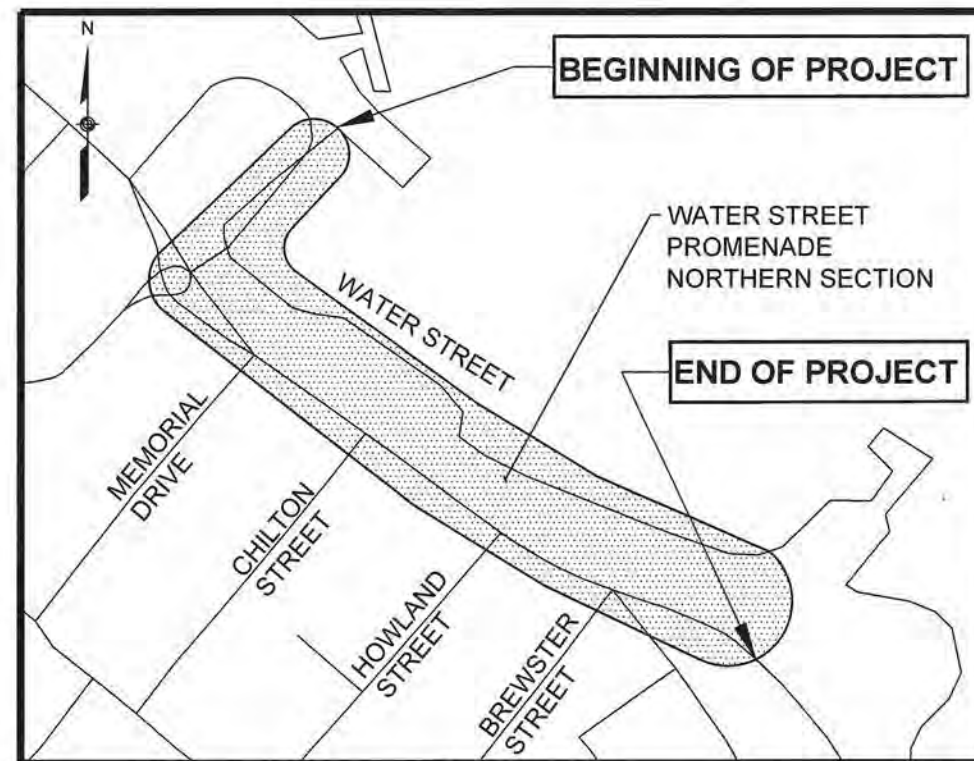 N
BEGINNING OF PROJECT
WATER STREET
PROMENADE
NORTHERN SECTION
WATER STREET
END OF PROJECT
MEMORIAL
DRIVE
CHILTON
STREET
HOWLAND
STREET
BREWSTER
STREET